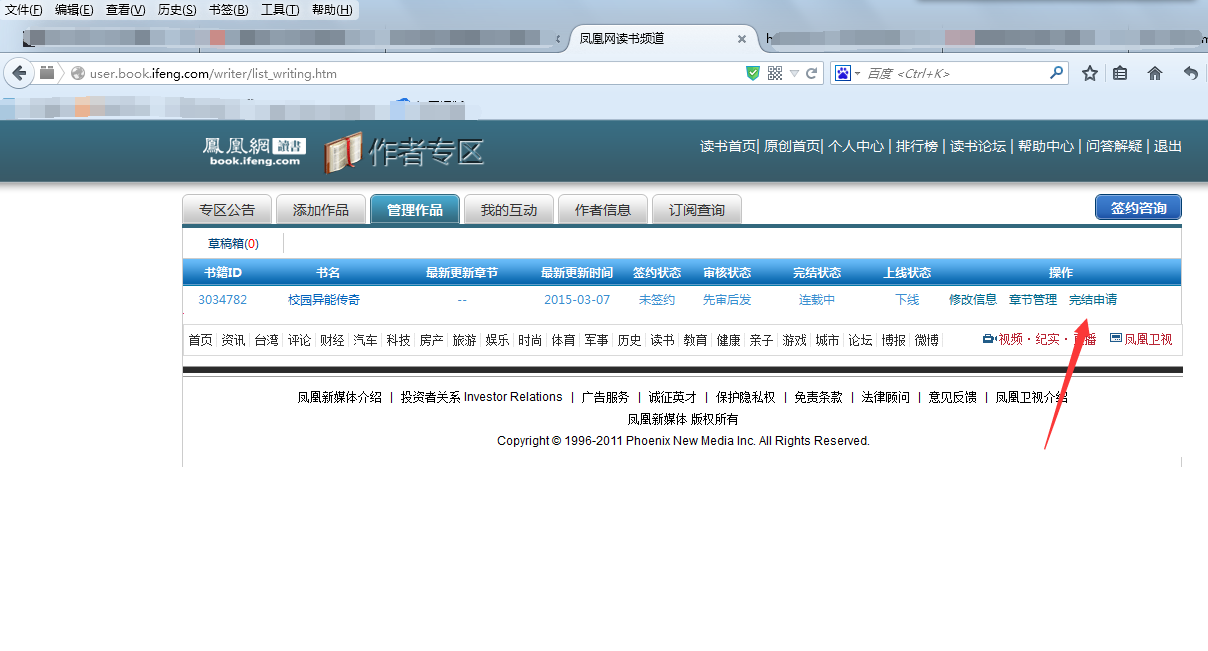 文件(F) 编辑(E) 查看(V) 历史(S) 书签(B) 工具(T) 帮助(H)
凤凰网读书频道
user.book.ifeng.com/writer/list_writing.htm 百度 <Ctrl+K>
鳳凰網 讀書
book.ifeng.com
作者专区
读书首页| 原创首页| 个人中心 | 排行榜 | 读书论坛 | 帮助中心 | 问答解疑 | 退出
专区公告 添加作品 管理作品 我的互动 作者信息 订阅查询 签约咨询
草稿箱(0)
书籍ID 书名 最新更新章节 最新更新时间 签约状态 审核状态 完结状态 上线状态 操作
3034782 校园异能传奇 -- 2015-03-07 未签约 先审后发 连载中 下线 修改信息 章节管理 完结申请
首页 资讯 台湾 评论 财经 汽车 科技 房产 旅游 娱乐 时尚 体育 军事 历史 读书 教育 健康 亲子 游戏 城市 论坛 博报 微博 视频 · 纪实 · 直播 凤凰卫视
凤凰新媒体介绍 | 投资者关系 Investor Relations | 广告服务 | 诚征英才 | 保护隐私权 | 免责条款 | 法律顾问 | 意见反馈 | 凤凰卫视介绍
凤凰新媒体 版权所有
Copyright © 1996-2011 Phoenix New Media Inc. All Rights Reserved.